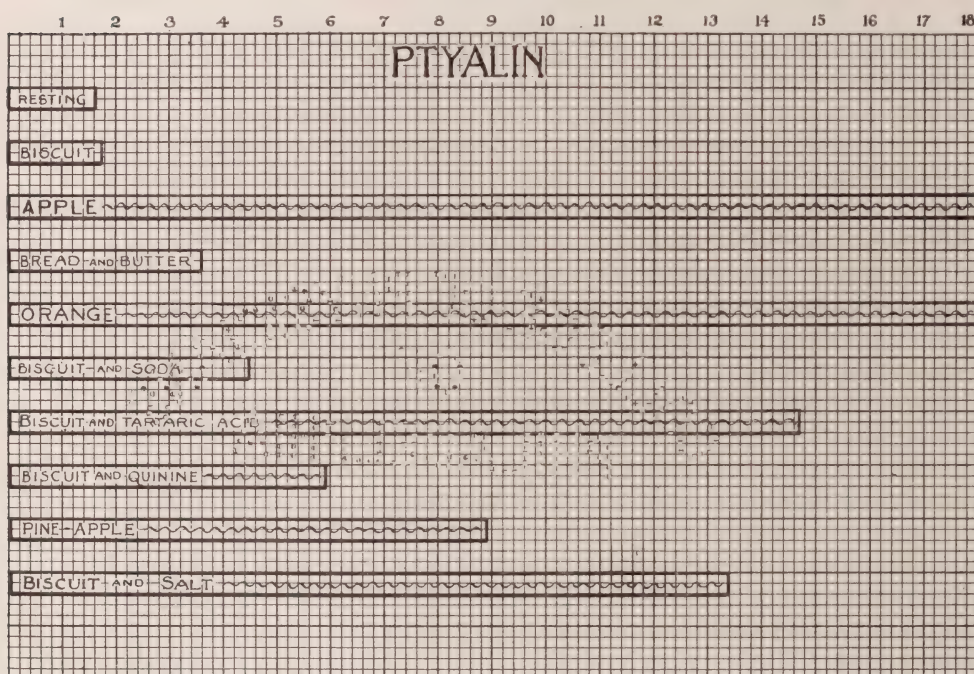 1 2 3 4 5 6 7 8 9 10 11 12 13 14 15 16 17 18
PTYALIN
RESTING
BISCUIT
APPLE
BREAD AND BUTTER
ORANGE
BISCUIT AND SODA
BISCUIT AND TARTARIC ACID
BISCUIT AND QUININE
PINE-APPLE
BISCUIT AND SALT